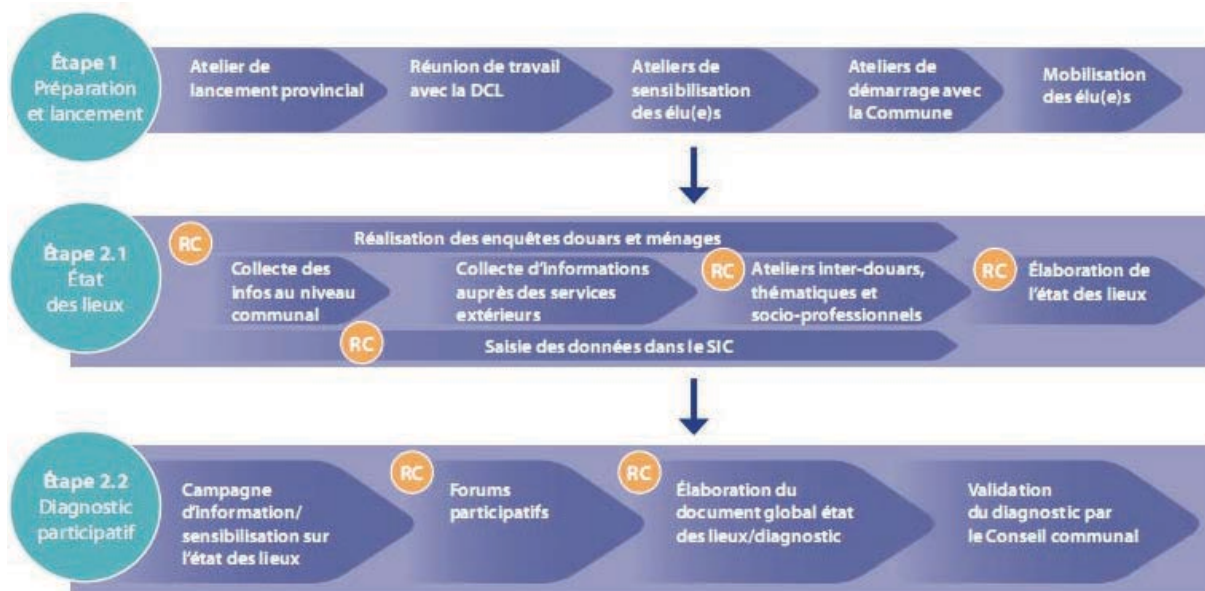 Étape 1
Préparation
et lancement
Atelier de
lancement provincial
Réunion de travail
avec la DCL
Ateliers de
sensibilisation
des élu(e)s
Ateliers de
démarrage avec
la Commune
Mobilisation
des élu(e)s
Étape 2.1
État
des lieux
RC
Réalisation des enquêtes douars et ménages
Collecte des
infos au niveau
communal
Collecte d'informations
auprès des services
extérieurs
RC
Ateliers inter-douars,
thématiques et
socio-professionnels
RC
Élaboration de
l'état des lieux
RC
Saisie des données dans le SIC
Étape 2.2
Diagnostic
participatif
Campagne
d'information/
sensibilisation sur
l'état des lieux
RC
Forums
participatifs
RC
Élaboration du
document global état
des lieux/diagnostic
Validation
du diagnostic par
le Conseil communal